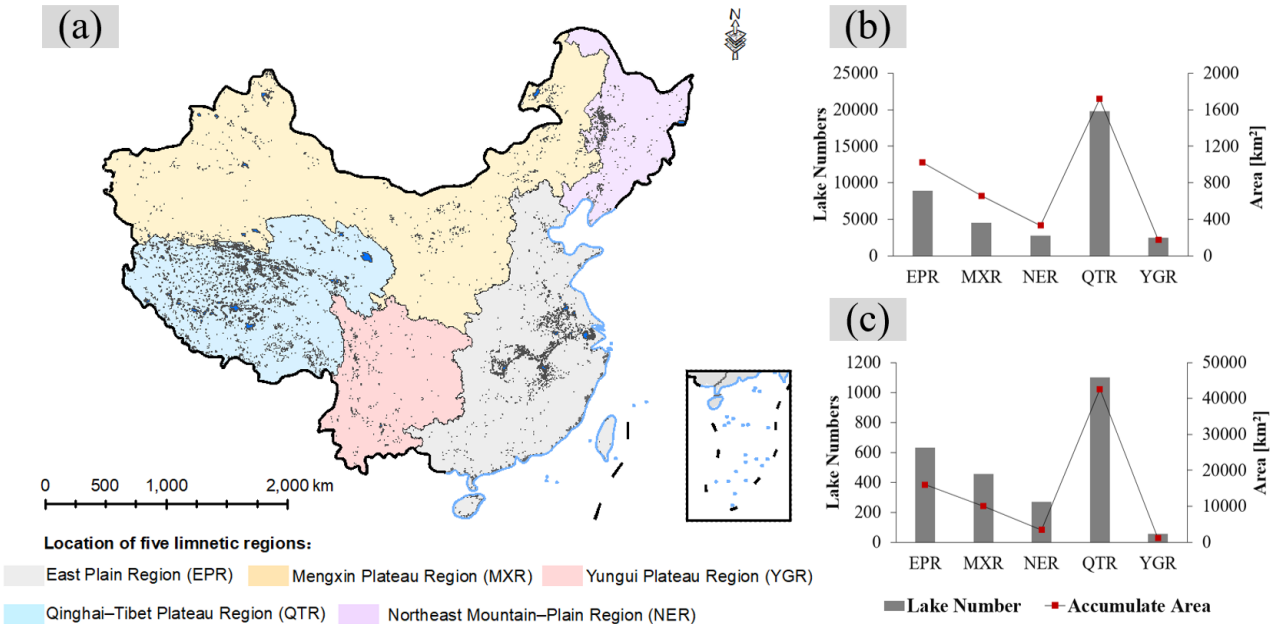 (a)
N
0 500 1,000 2,000 km
Location of five limnetic regions:
East Plain Region (EPR)
Mengxin Plateau Region (MXR)
Yungui Plateau Region (YGR)
Qinghai–Tibet Plateau Region (QTR)
Northeast Mountain–Plain Region (NER)
(b)
Lake Numbers
25000
20000
15000
10000
5000
0
2000
1600
1200
800
400
0
Area [km²]
EPR MXR NER QTR YGR
(c)
Lake Numbers
1200
1000
800
600
400
200
0
50000
40000
30000
20000
10000
0
Area [km²]
EPR MXR NER QTR YGR
Lake Number
Accumulate Area